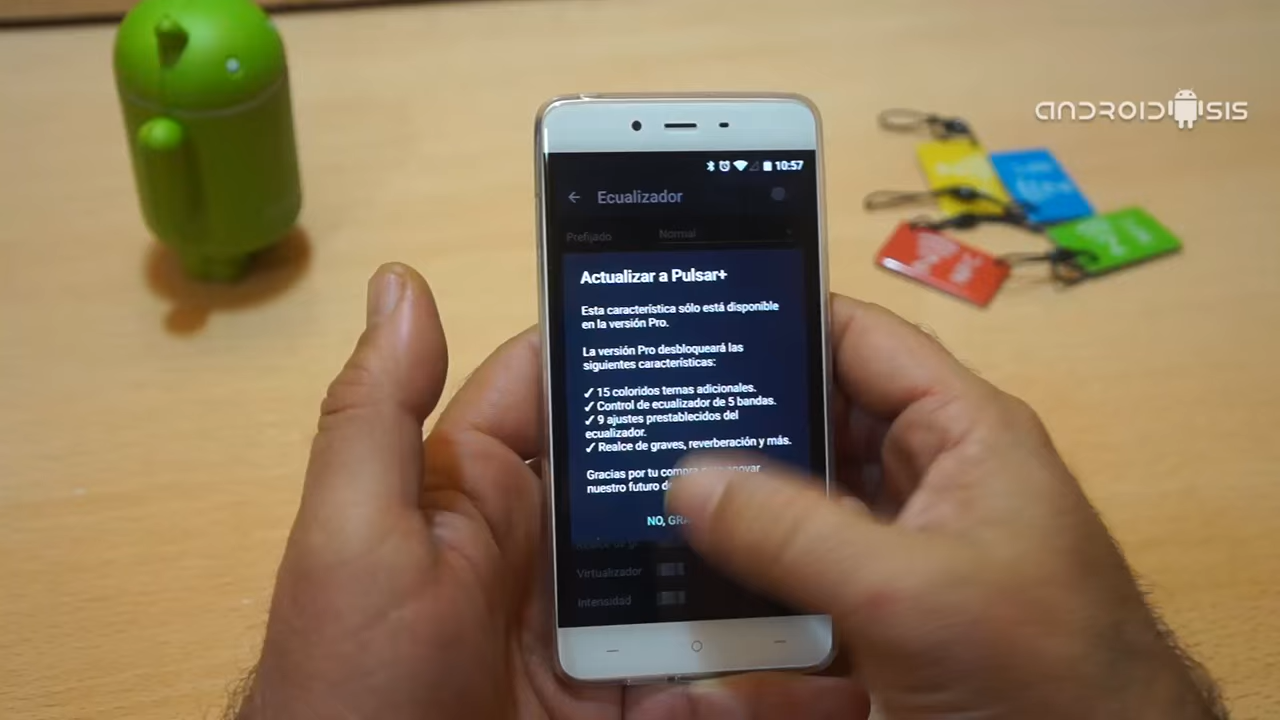 ANDROIDSIS
10:57
Ecualizador
Prefijado Normal
Actualizar a Pulsar+
Esta característica sólo está disponible
en la versión Pro.
La versión Pro desbloqueará las
siguientes características:
✓ 15 coloridos temas adicionales.
✓ Control de ecualizador de 5 bandas.
✓ 9 ajustes prestablecidos del
ecualizador.
✓ Realce de graves, reverberación y más.
Gracias por tu compra
nuestro futuro
NO,
Virtualizador
Intensidad